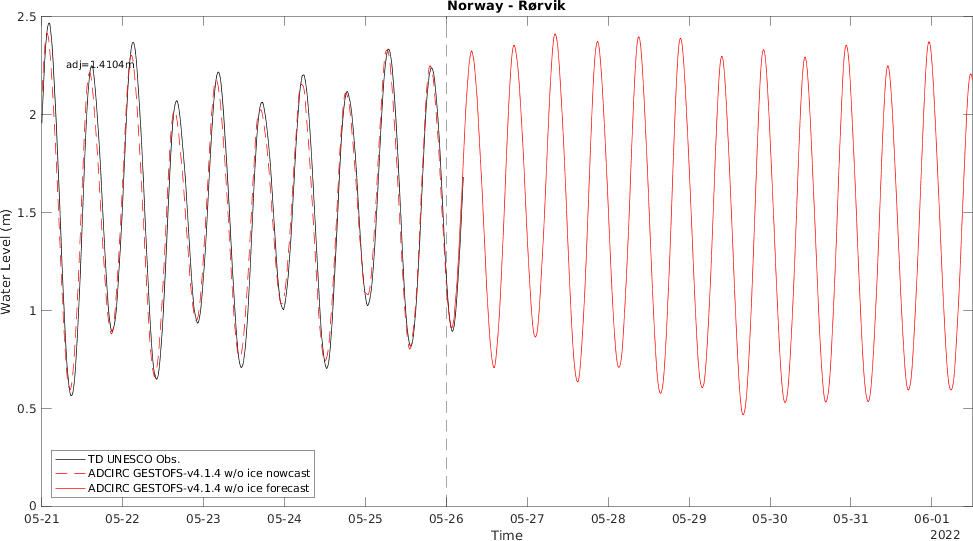 Norway - Rørvik
2.5
adj=1.4104m
2
1.5
Water Level (m)
1
0.5
TD UNESCO Obs.
ADCIRC GESTOFS-v4.1.4 w/o ice nowcast
ADCIRC GESTOFS-v4.1.4 w/o ice forecast
0
05-21 05-22 05-23 05-24 05-25 05-26 05-27 05-28 05-29 05-30 05-31 06-01
Time
2022